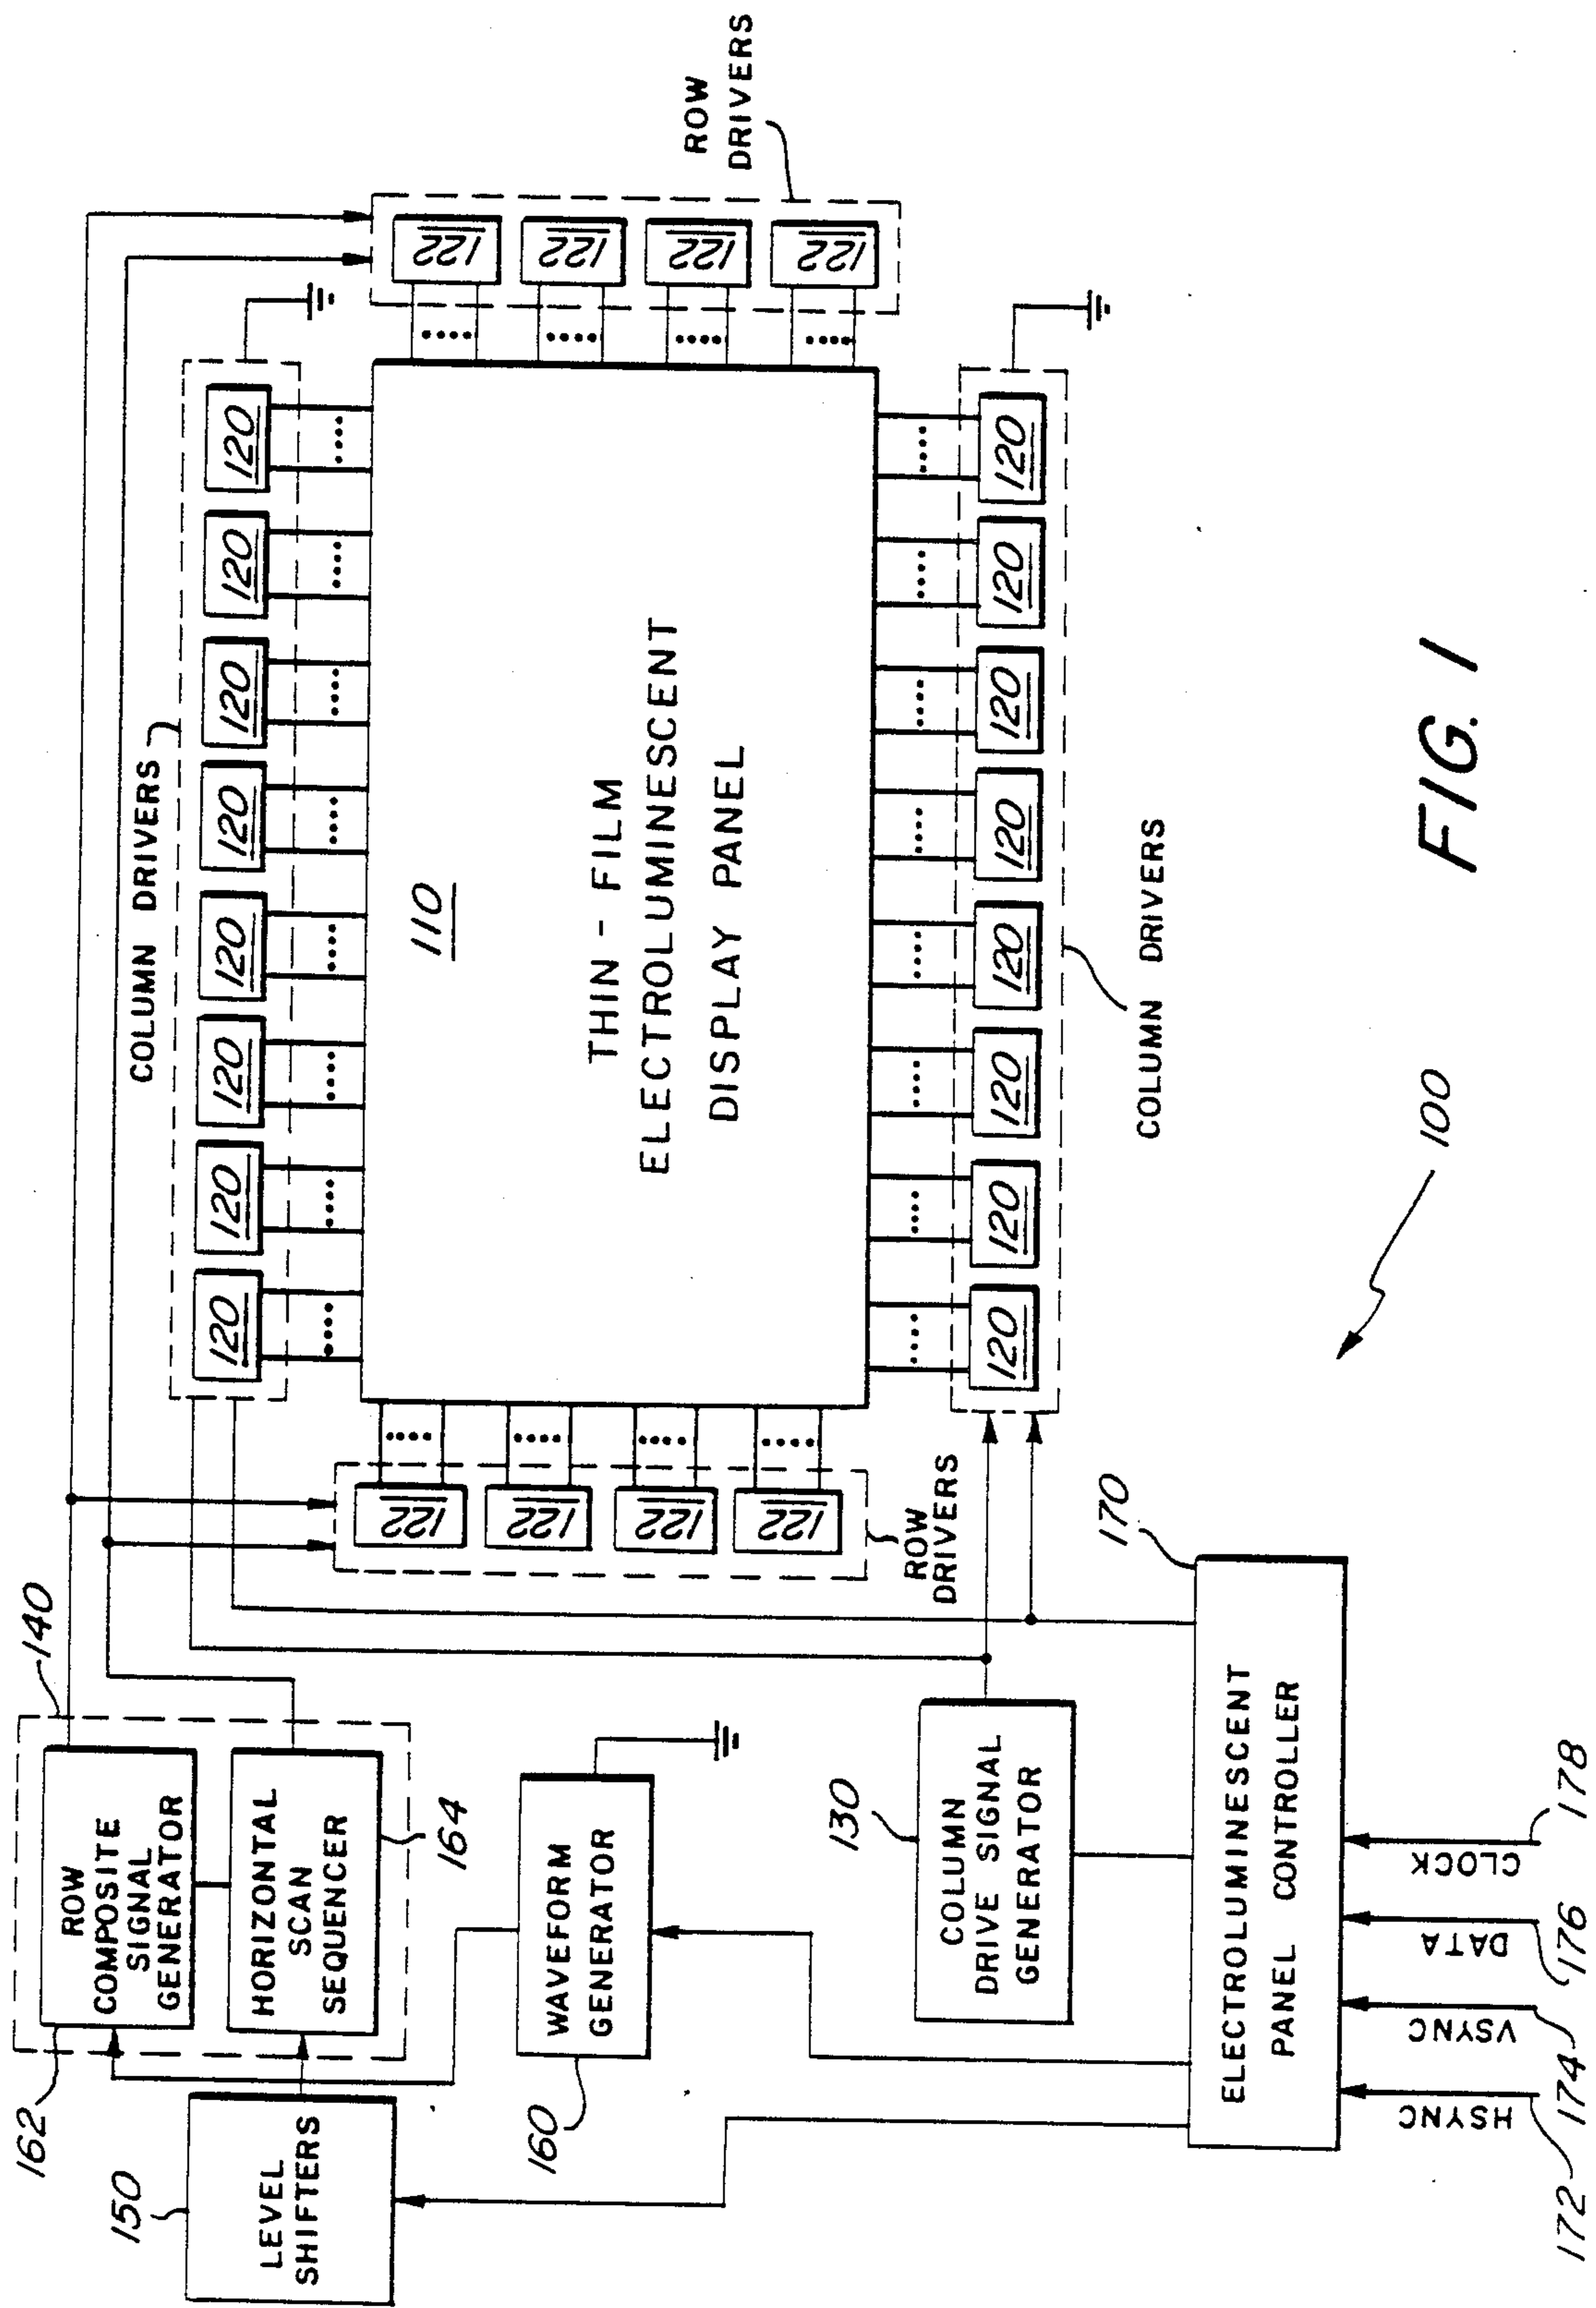 140
162
ROW
COMPOSITE
SIGNAL
GENERATOR
HORIZONTAL
SCAN
SEQUENCER
164
150
LEVEL
SHIFTERS
WAVEFORM
GENERATOR
160
130
COLUMN
DRIVE SIGNAL
GENERATOR
170
ELECTROLUMINESCENT
PANEL CONTROLLER
HSYNC
VSYNC
DATA
CLOCK
172
174
176
178
COLUMN DRIVERS
120
120
120
120
120
120
120
120
122
122
122
122
ROW
DRIVERS
110
THIN - FILM
ELECTROLUMINESCENT
DISPLAY PANEL
122
122
122
122
ROW
DRIVERS
120
120
120
120
120
120
120
120
COLUMN DRIVERS
100
FIG. 1